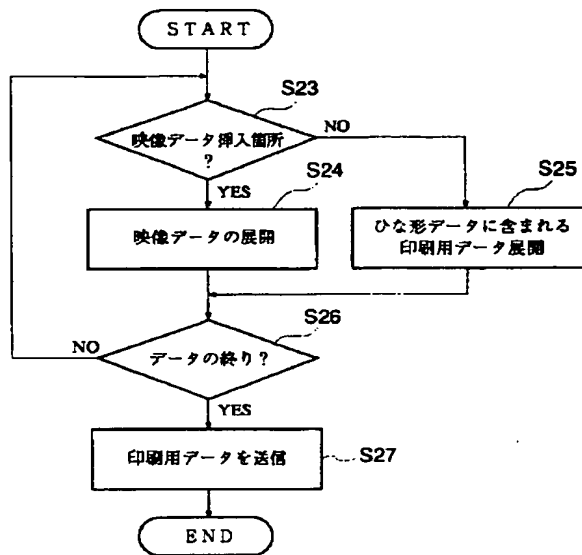 START
S23
映像データ挿入箇所
?
NO
YES
S24
映像データの展開
S25
ひな形データに含まれる
印刷用データ展開
S26
データの終り?
NO
YES
印刷用データを送信
S27
END